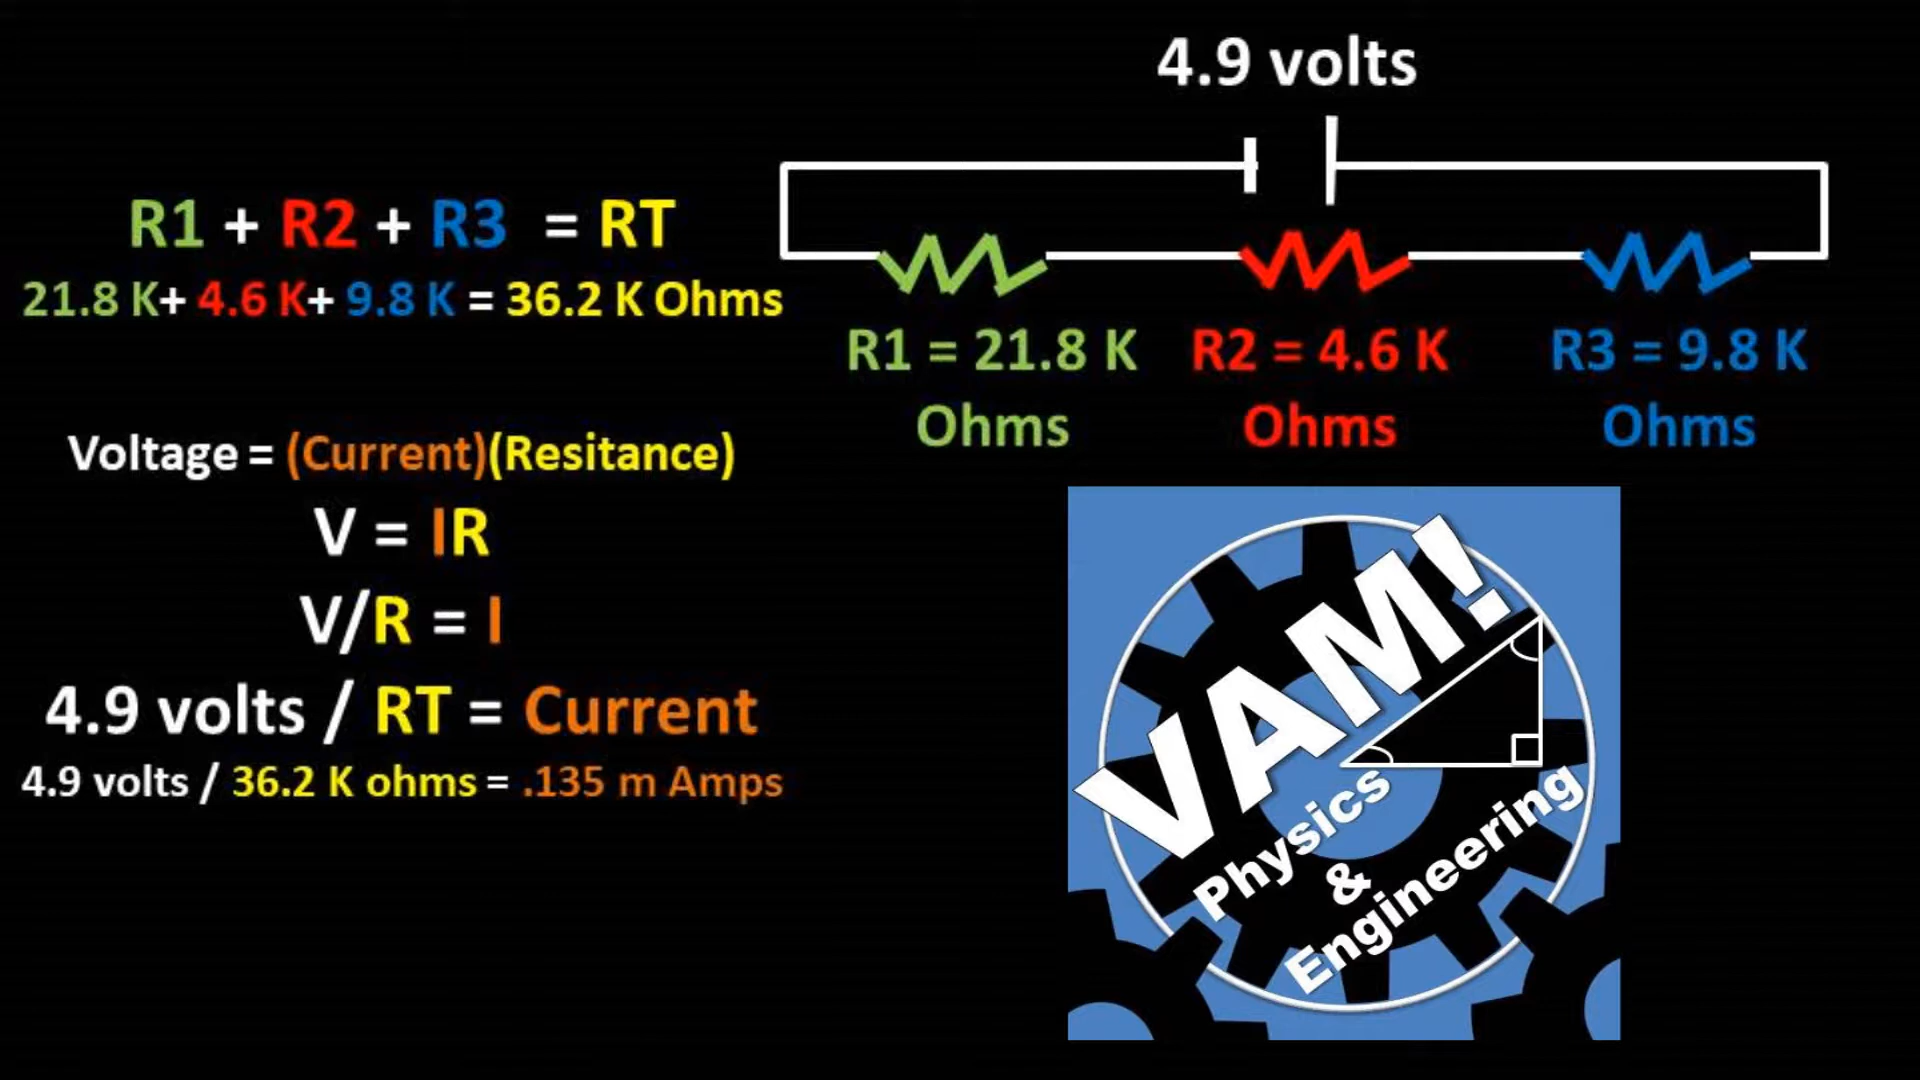 4.9 volts
R1 + R2 + R3 = RT
21.8 K+ 4.6 K+ 9.8 K = 36.2 K Ohms
R1 = 21.8 K
Ohms
R2 = 4.6 K
Ohms
R3 = 9.8 K
Ohms
Voltage = (Current)(Resitance)
V = IR
V/R = I
4.9 volts / RT = Current
4.9 volts / 36.2 K ohms = .135 m Amps
VAM!
Physics
&
Engineering